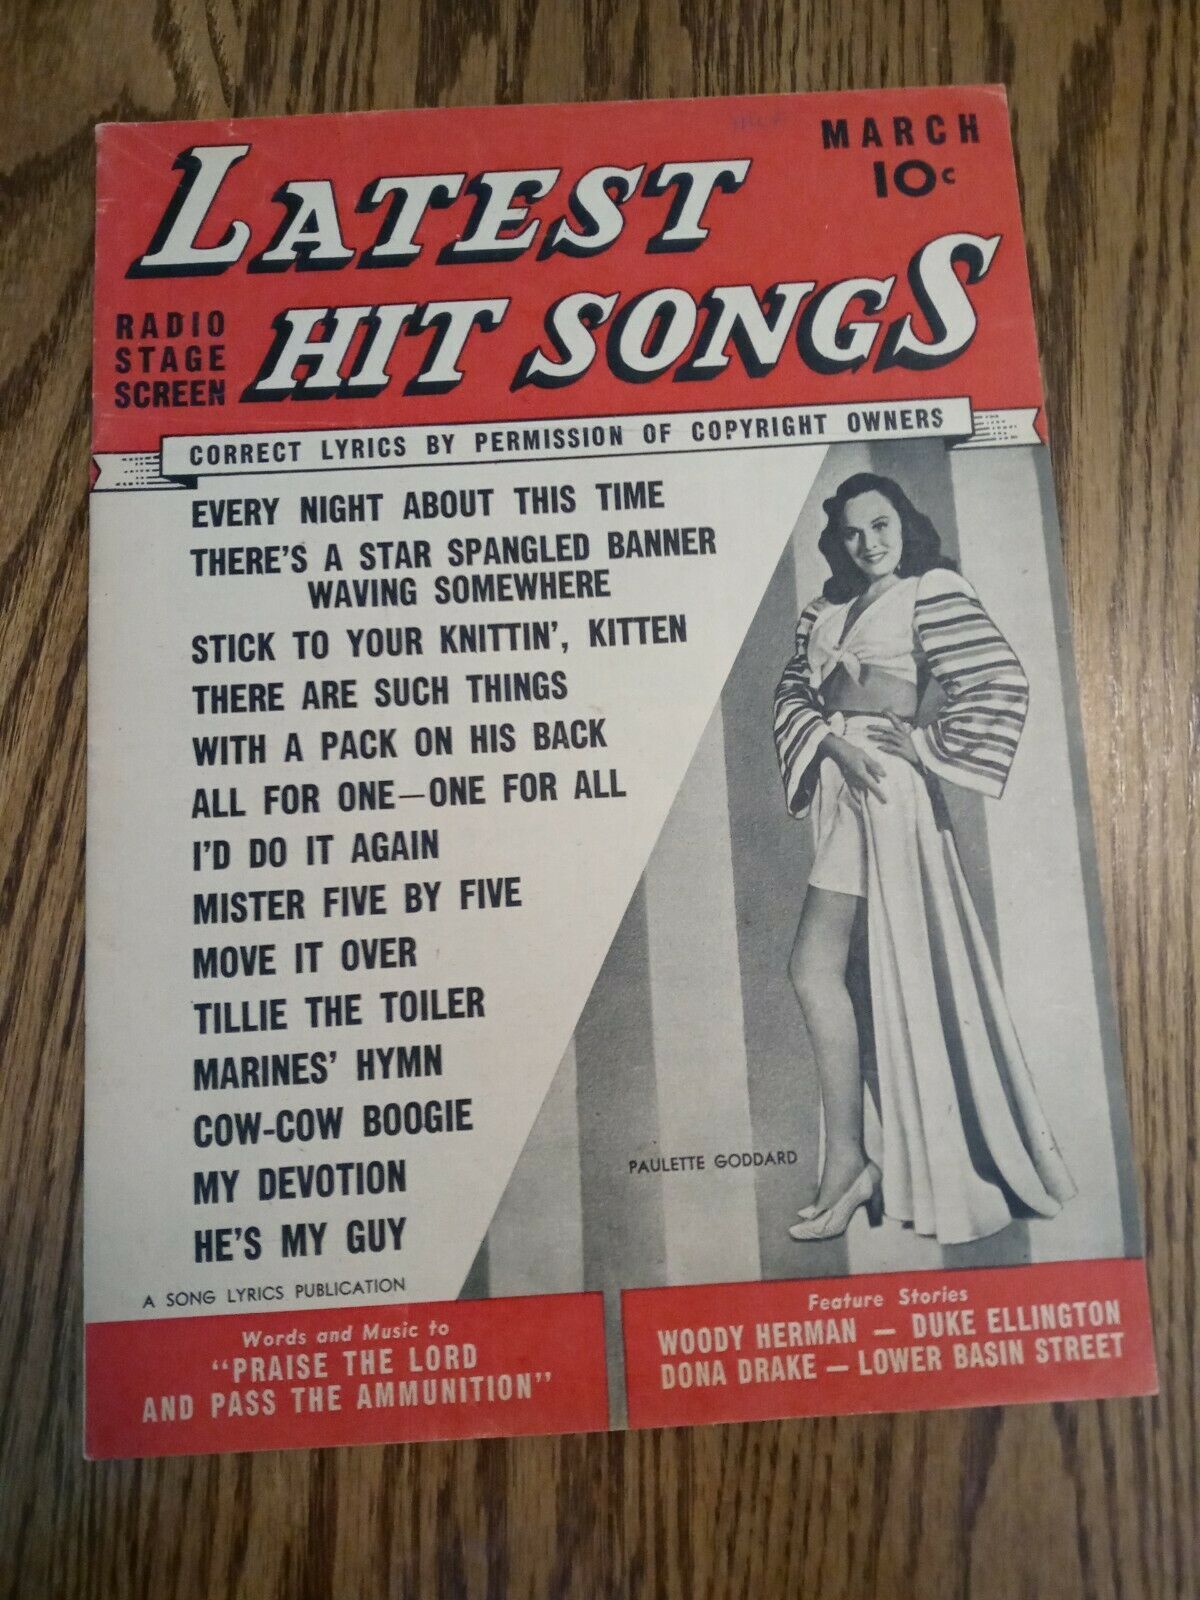 MARCH
10c
LATEST
HIT SONGS
RADIO
STAGE
SCREEN
CORRECT LYRICS BY PERMISSION OF COPYRIGHT OWNERS
EVERY NIGHT ABOUT THIS TIME
THERE'S A STAR SPANGLED BANNER
WAVING SOMEWHERE
STICK TO YOUR KNITTIN', KITTEN
THERE ARE SUCH THINGS
WITH A PACK ON HIS BACK
ALL FOR ONE—ONE FOR ALL
I'D DO IT AGAIN
MISTER FIVE BY FIVE
MOVE IT OVER
TILLIE THE TOILER
MARINES' HYMN
COW-COW BOOGIE
MY DEVOTION
HE'S MY GUY
PAULETTE GODDARD
A SONG LYRICS PUBLICATION
Words and Music to
"PRAISE THE LORD
AND PASS THE AMMUNITION"
Feature Stories
WOODY HERMAN — DUKE ELLINGTON
DONA DRAKE — LOWER BASIN STREET